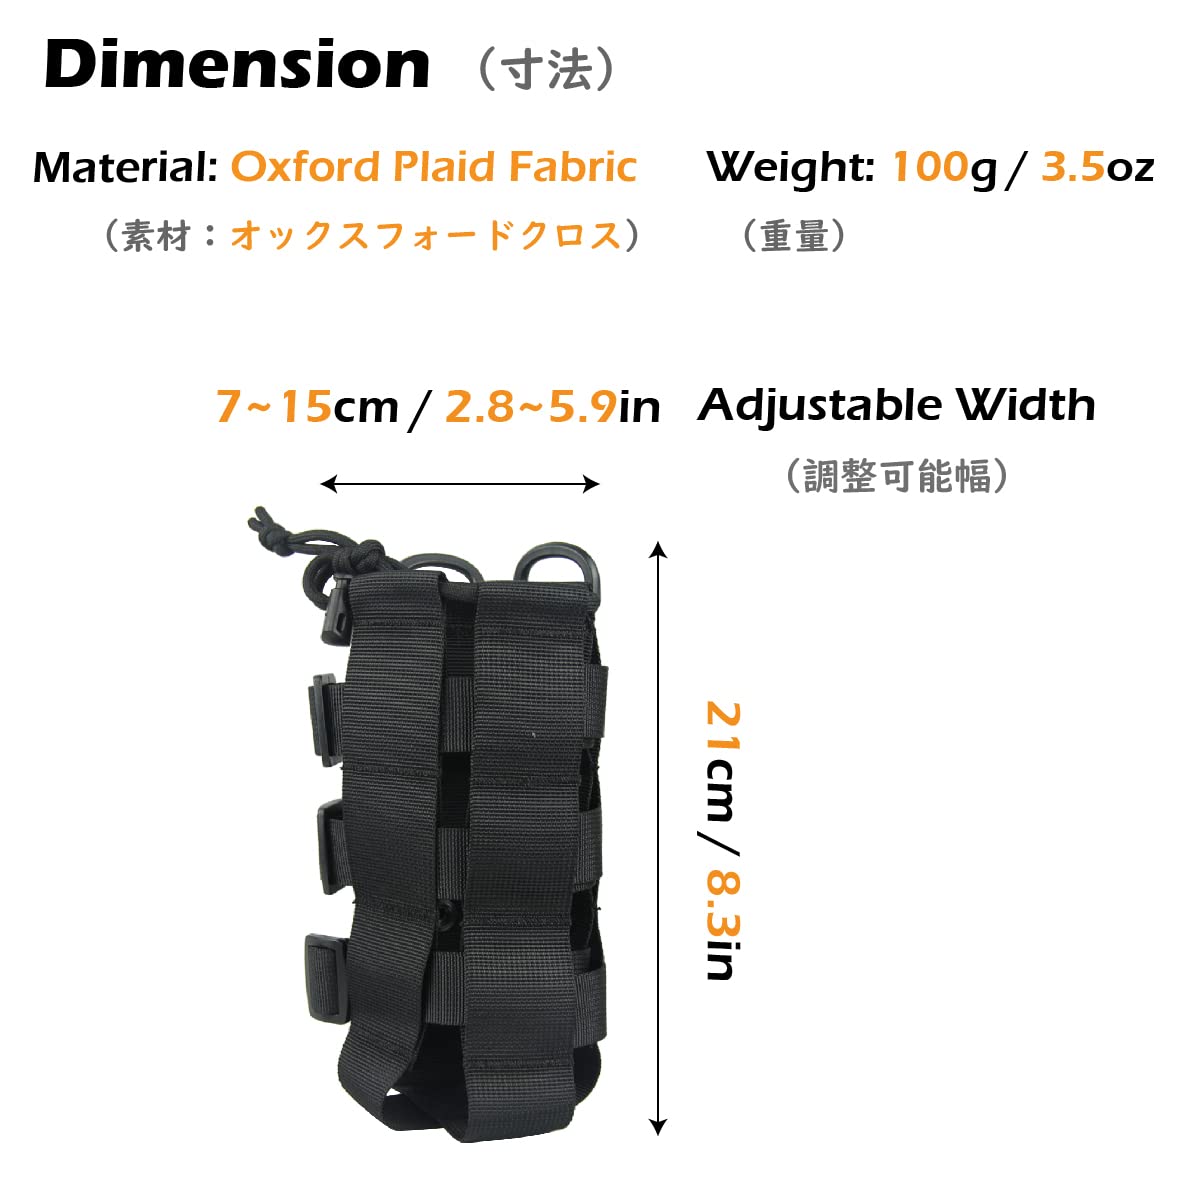 Dimension （寸法）
Material: Oxford Plaid Fabric
（素材：オックスフォードクロス）
Weight: 100g / 3.5oz
（重量）
7~15cm / 2.8~5.9in Adjustable Width
（調整可能幅）
21cm / 8.3in